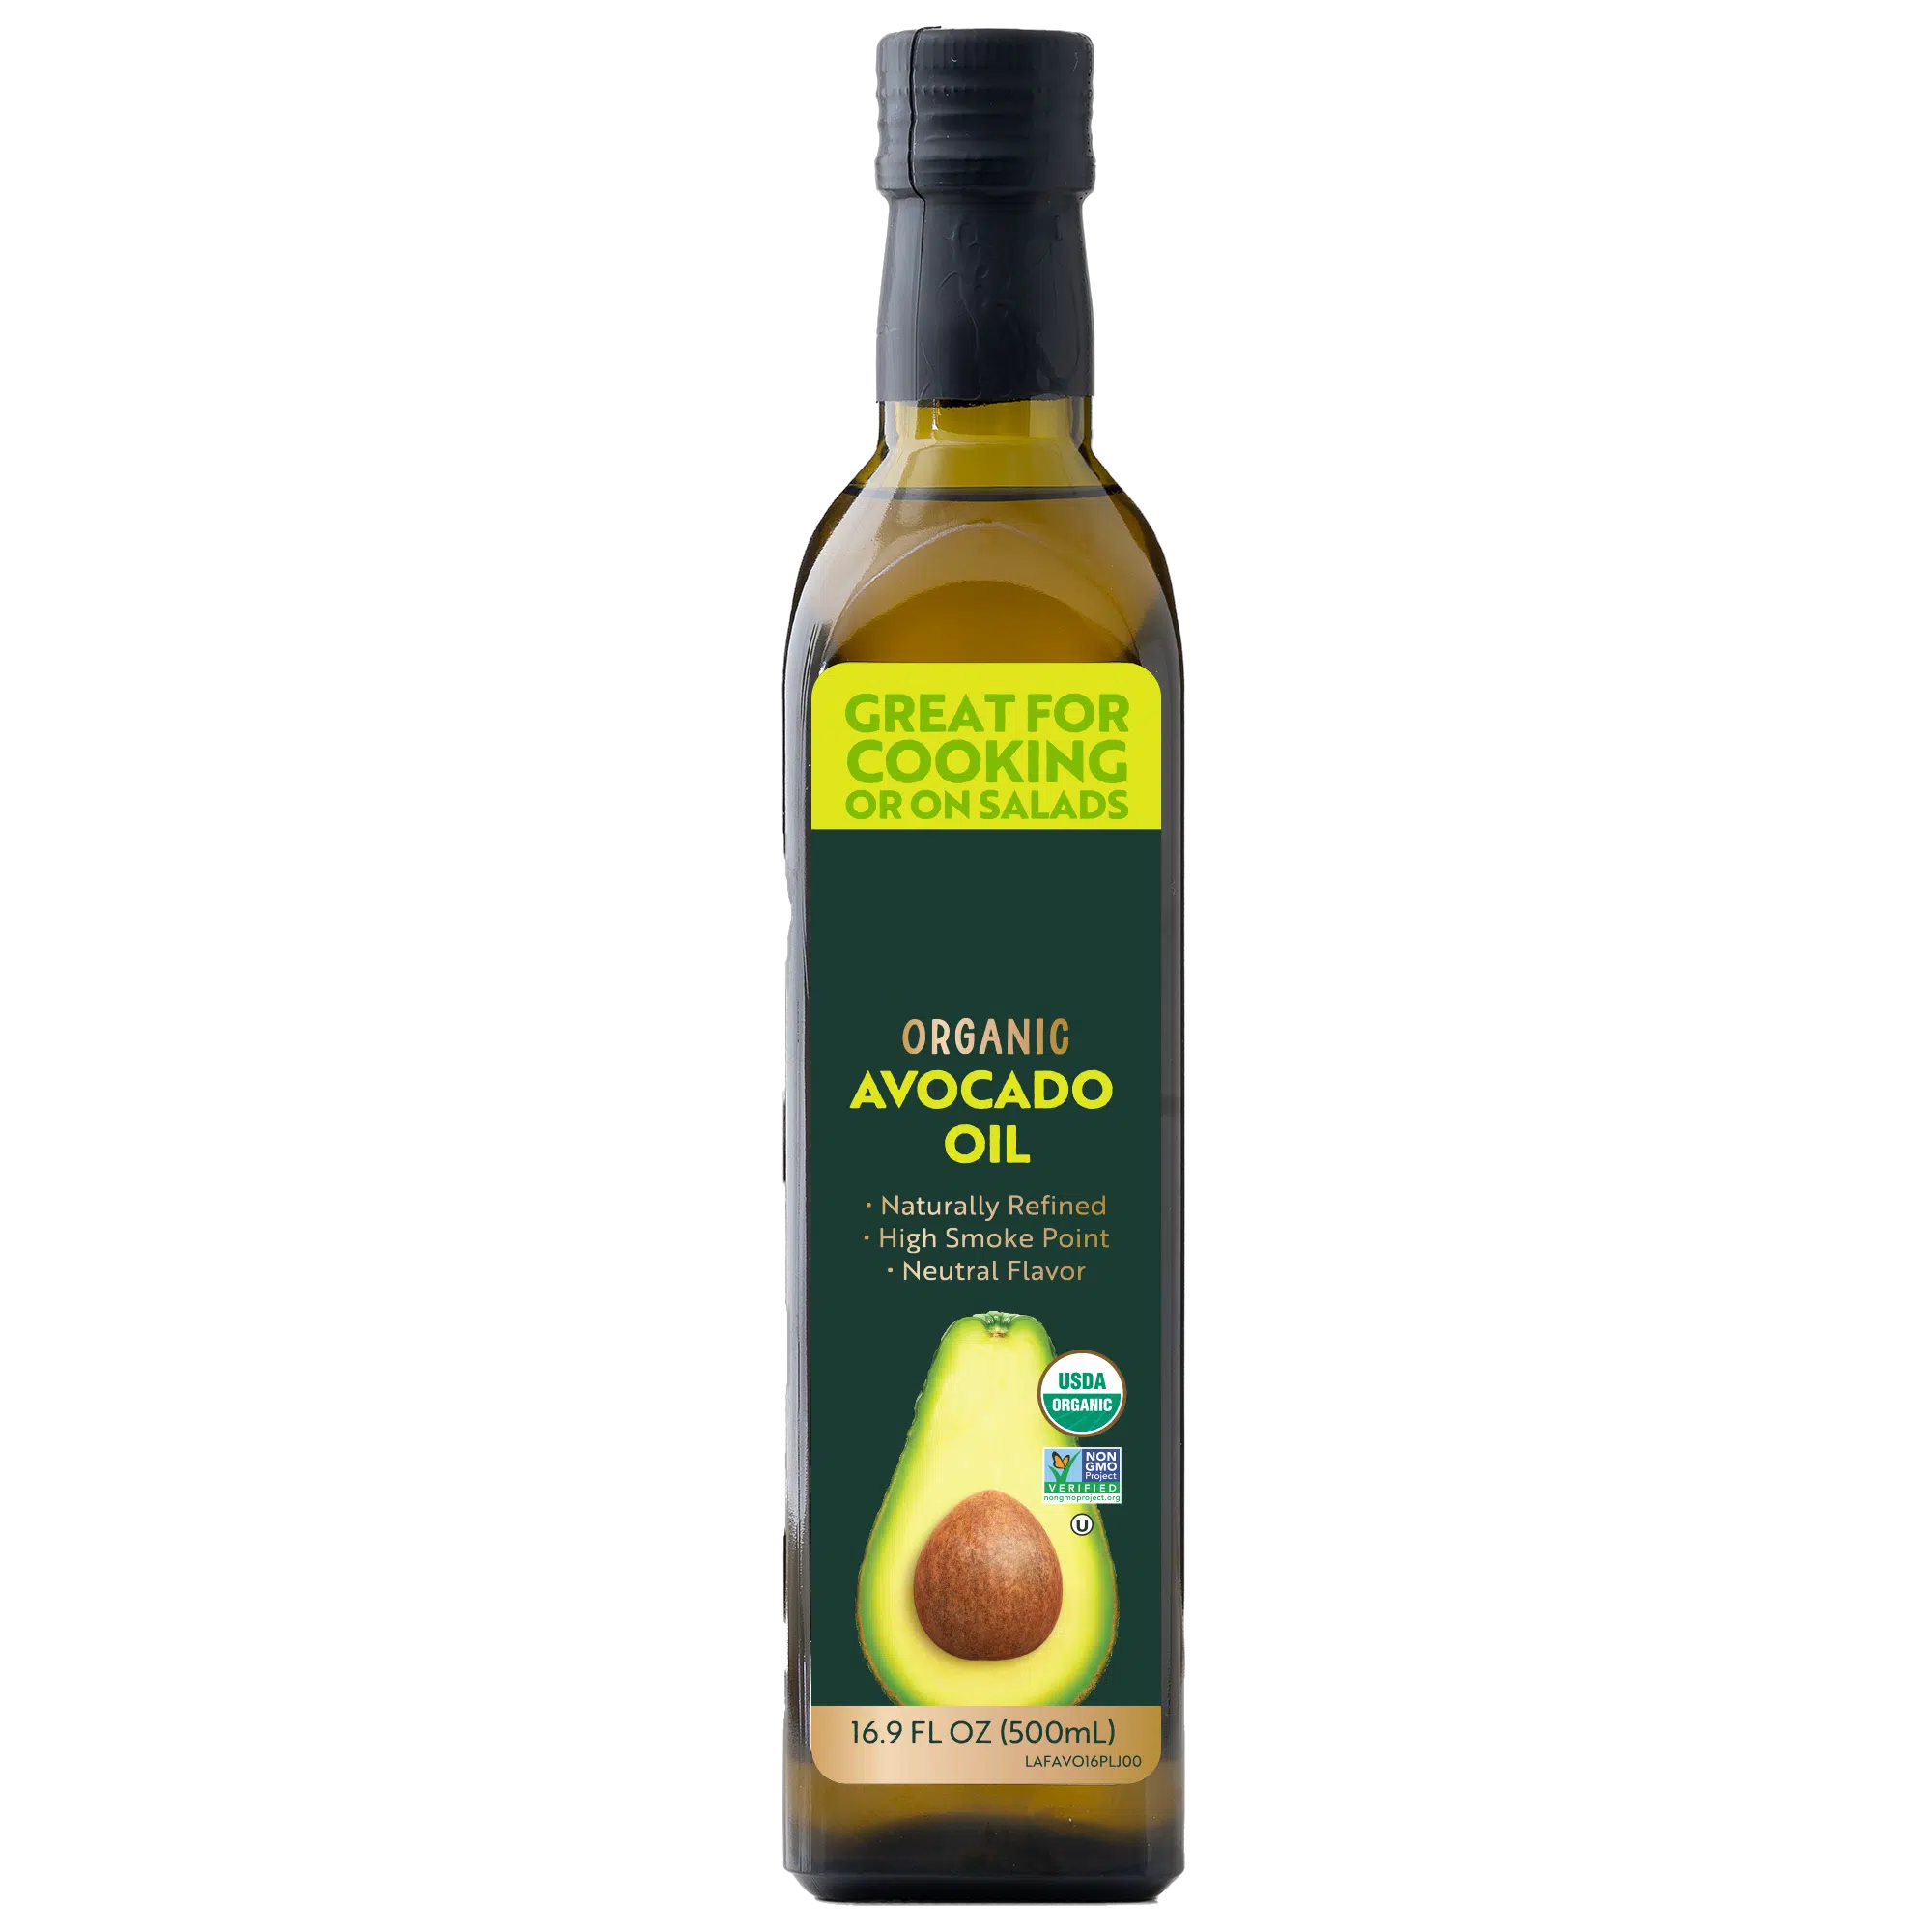 GREAT FOR
COOKING
OR ON SALADS
ORGANIC
AVOCADO
OIL
• Naturally Refined
• High Smoke Point
• Neutral Flavor
USDA
ORGANIC
NON
GMO
Project
VERIFIED
nongmoproject.org
U
16.9 FL OZ (500mL)
LAFAVO16PLJ00